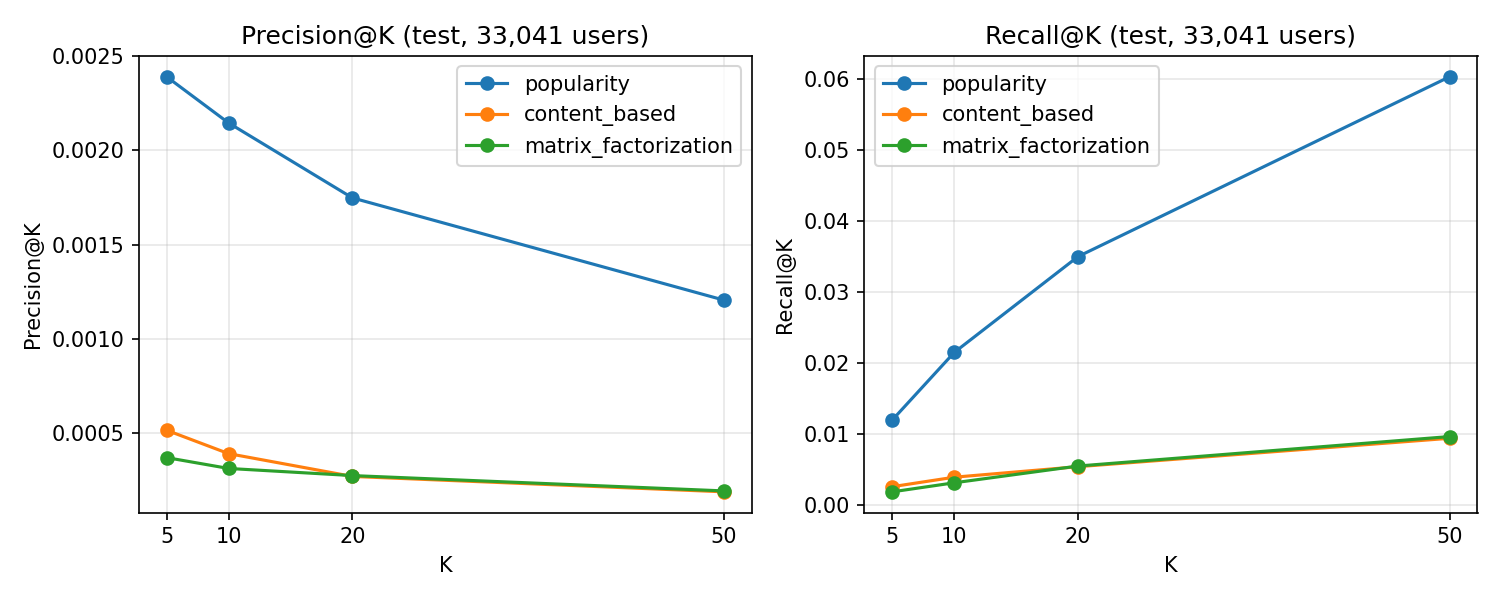 Precision@K (test, 33,041 users)
0.0025
0.0020
0.0015
0.0010
0.0005
Precision@K
popularity
content_based
matrix_factorization
5 10 20 50
K
Recall@K (test, 33,041 users)
0.06
0.05
0.04
0.03
0.02
0.01
0.00
Recall@K
popularity
content_based
matrix_factorization
5 10 20 50
K